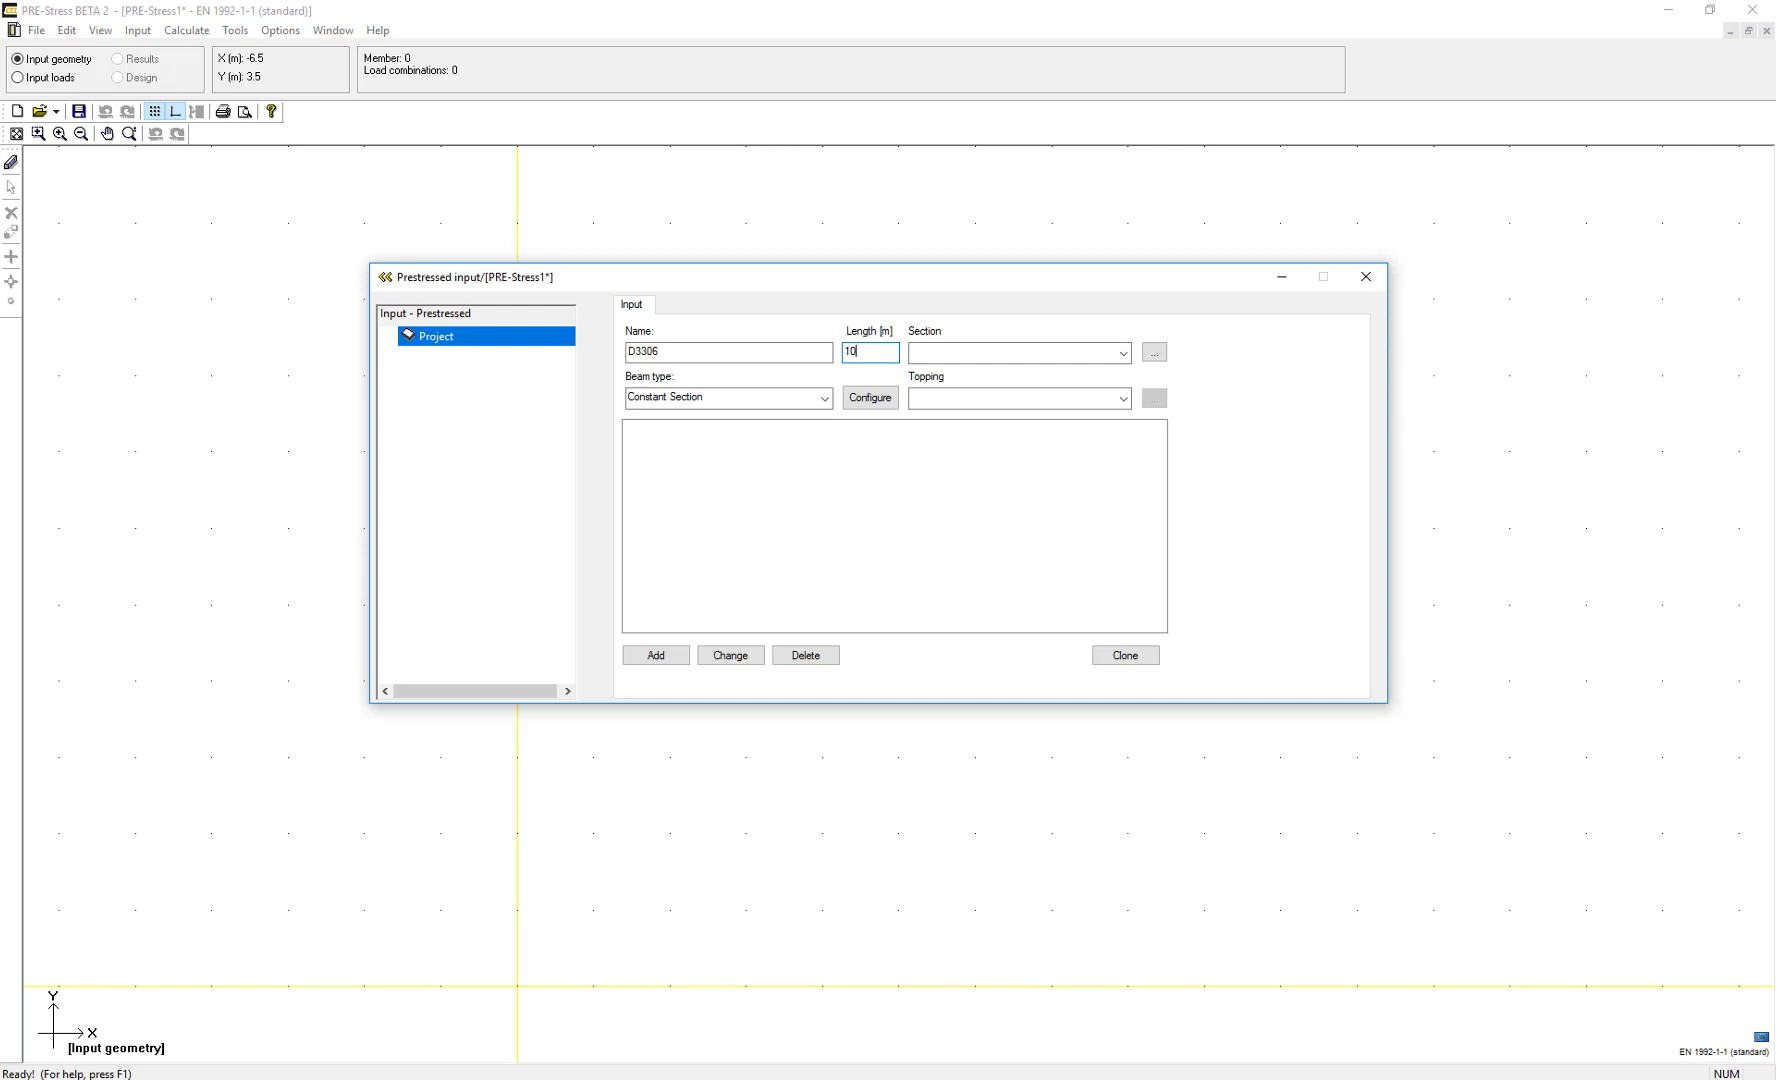 PRE-Stress BETA 2 - [PRE-Stress1* - EN 1992-1-1 (standard)]
File Edit View Input Calculate Tools Options Window Help
Input geometry Results X (m): -6.5 Member: 0
Input loads Design Y (m): 3.5 Load combinations: 0
Prestressed input/[PRE-Stress1*]
Input - Prestressed
Project
Input
Name: Length [m] Section
D3306 10 ...
Beam type: Topping
Constant Section Configure ...
Add Change Delete Clone
Y
X
[Input geometry]
EN 1992-1-1 (standard)
Ready! (For help, press F1) NUM